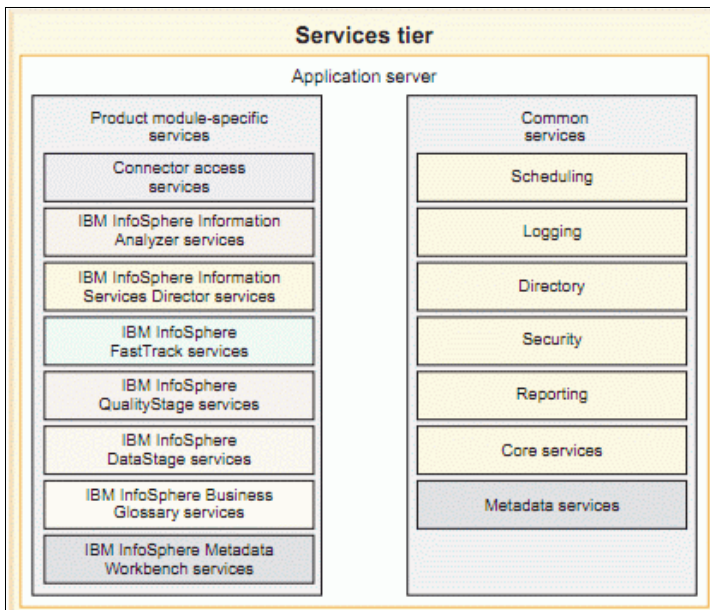 Services tier
Application server
Product module-specific
services
Connector access
services
IBM InfoSphere Information
Analyzer services
IBM InfoSphere Information
Services Director services
IBM InfoSphere
FastTrack services
IBM InfoSphere
QualityStage services
IBM InfoSphere
DataStage services
IBM InfoSphere Business
Glossary services
IBM InfoSphere Metadata
Workbench services
Common
services
Scheduling
Logging
Directory
Security
Reporting
Core services
Metadata services